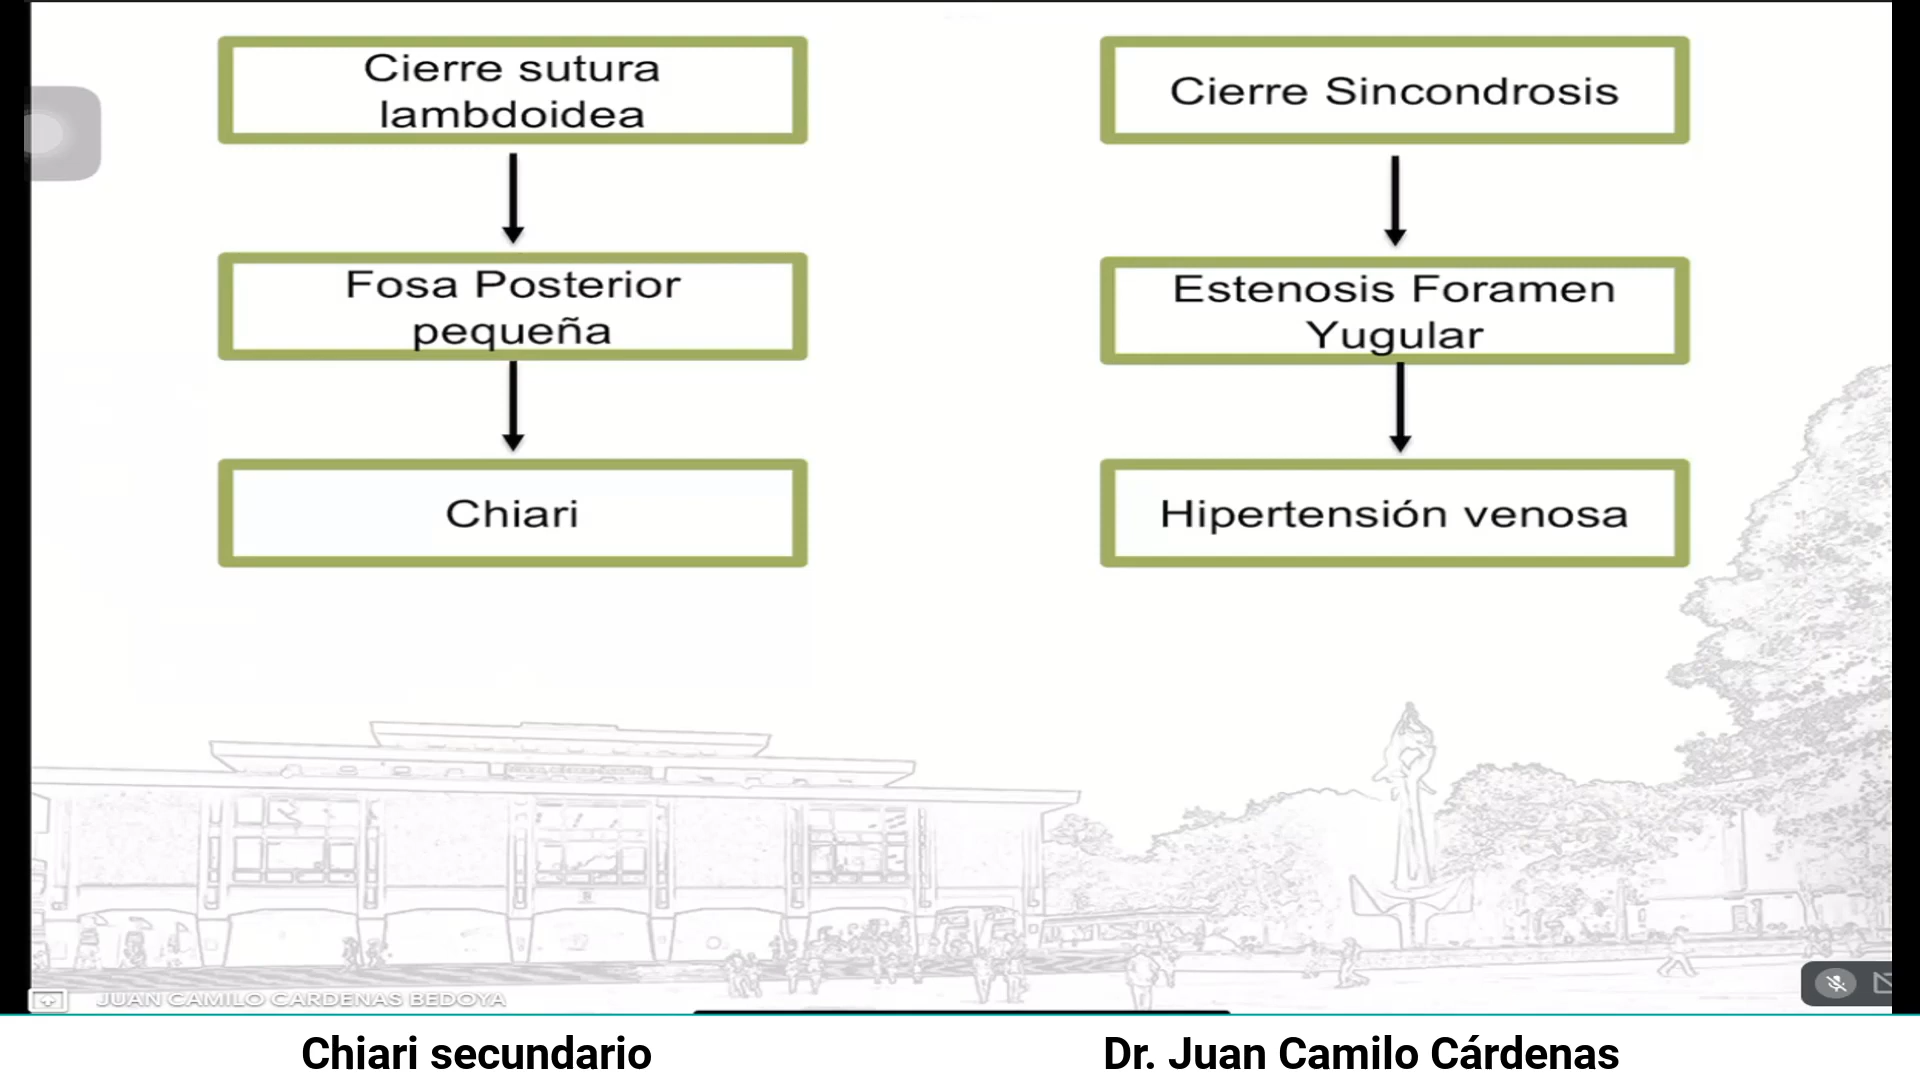 Cierre sutura
lambdoidea
Fosa Posterior
pequeña
Chiari
Cierre Sincondrosis
Estenosis Foramen
Yugular
Hipertensión venosa
JUAN CAMILO CARDENAS BEDOYA
Chiari secundario
Dr. Juan Camilo Cárdenas